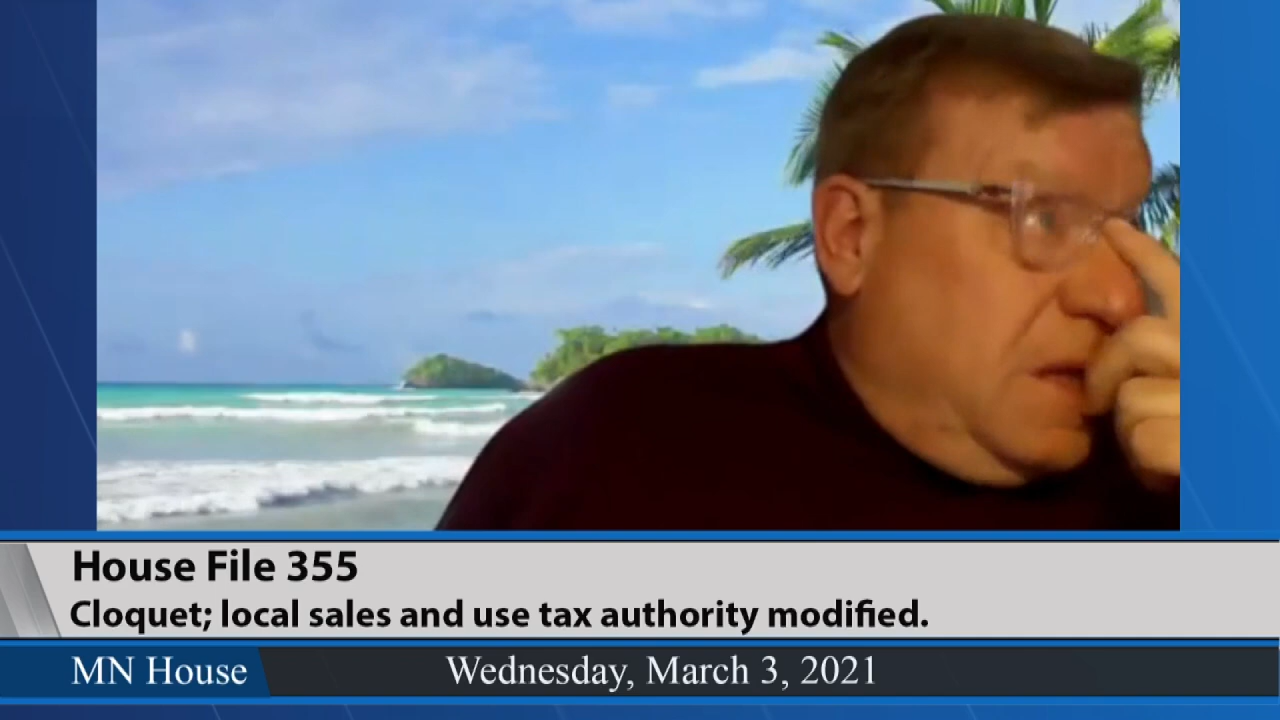 House File 355
Cloquet; local sales and use tax authority modified.
MN House
Wednesday, March 3, 2021